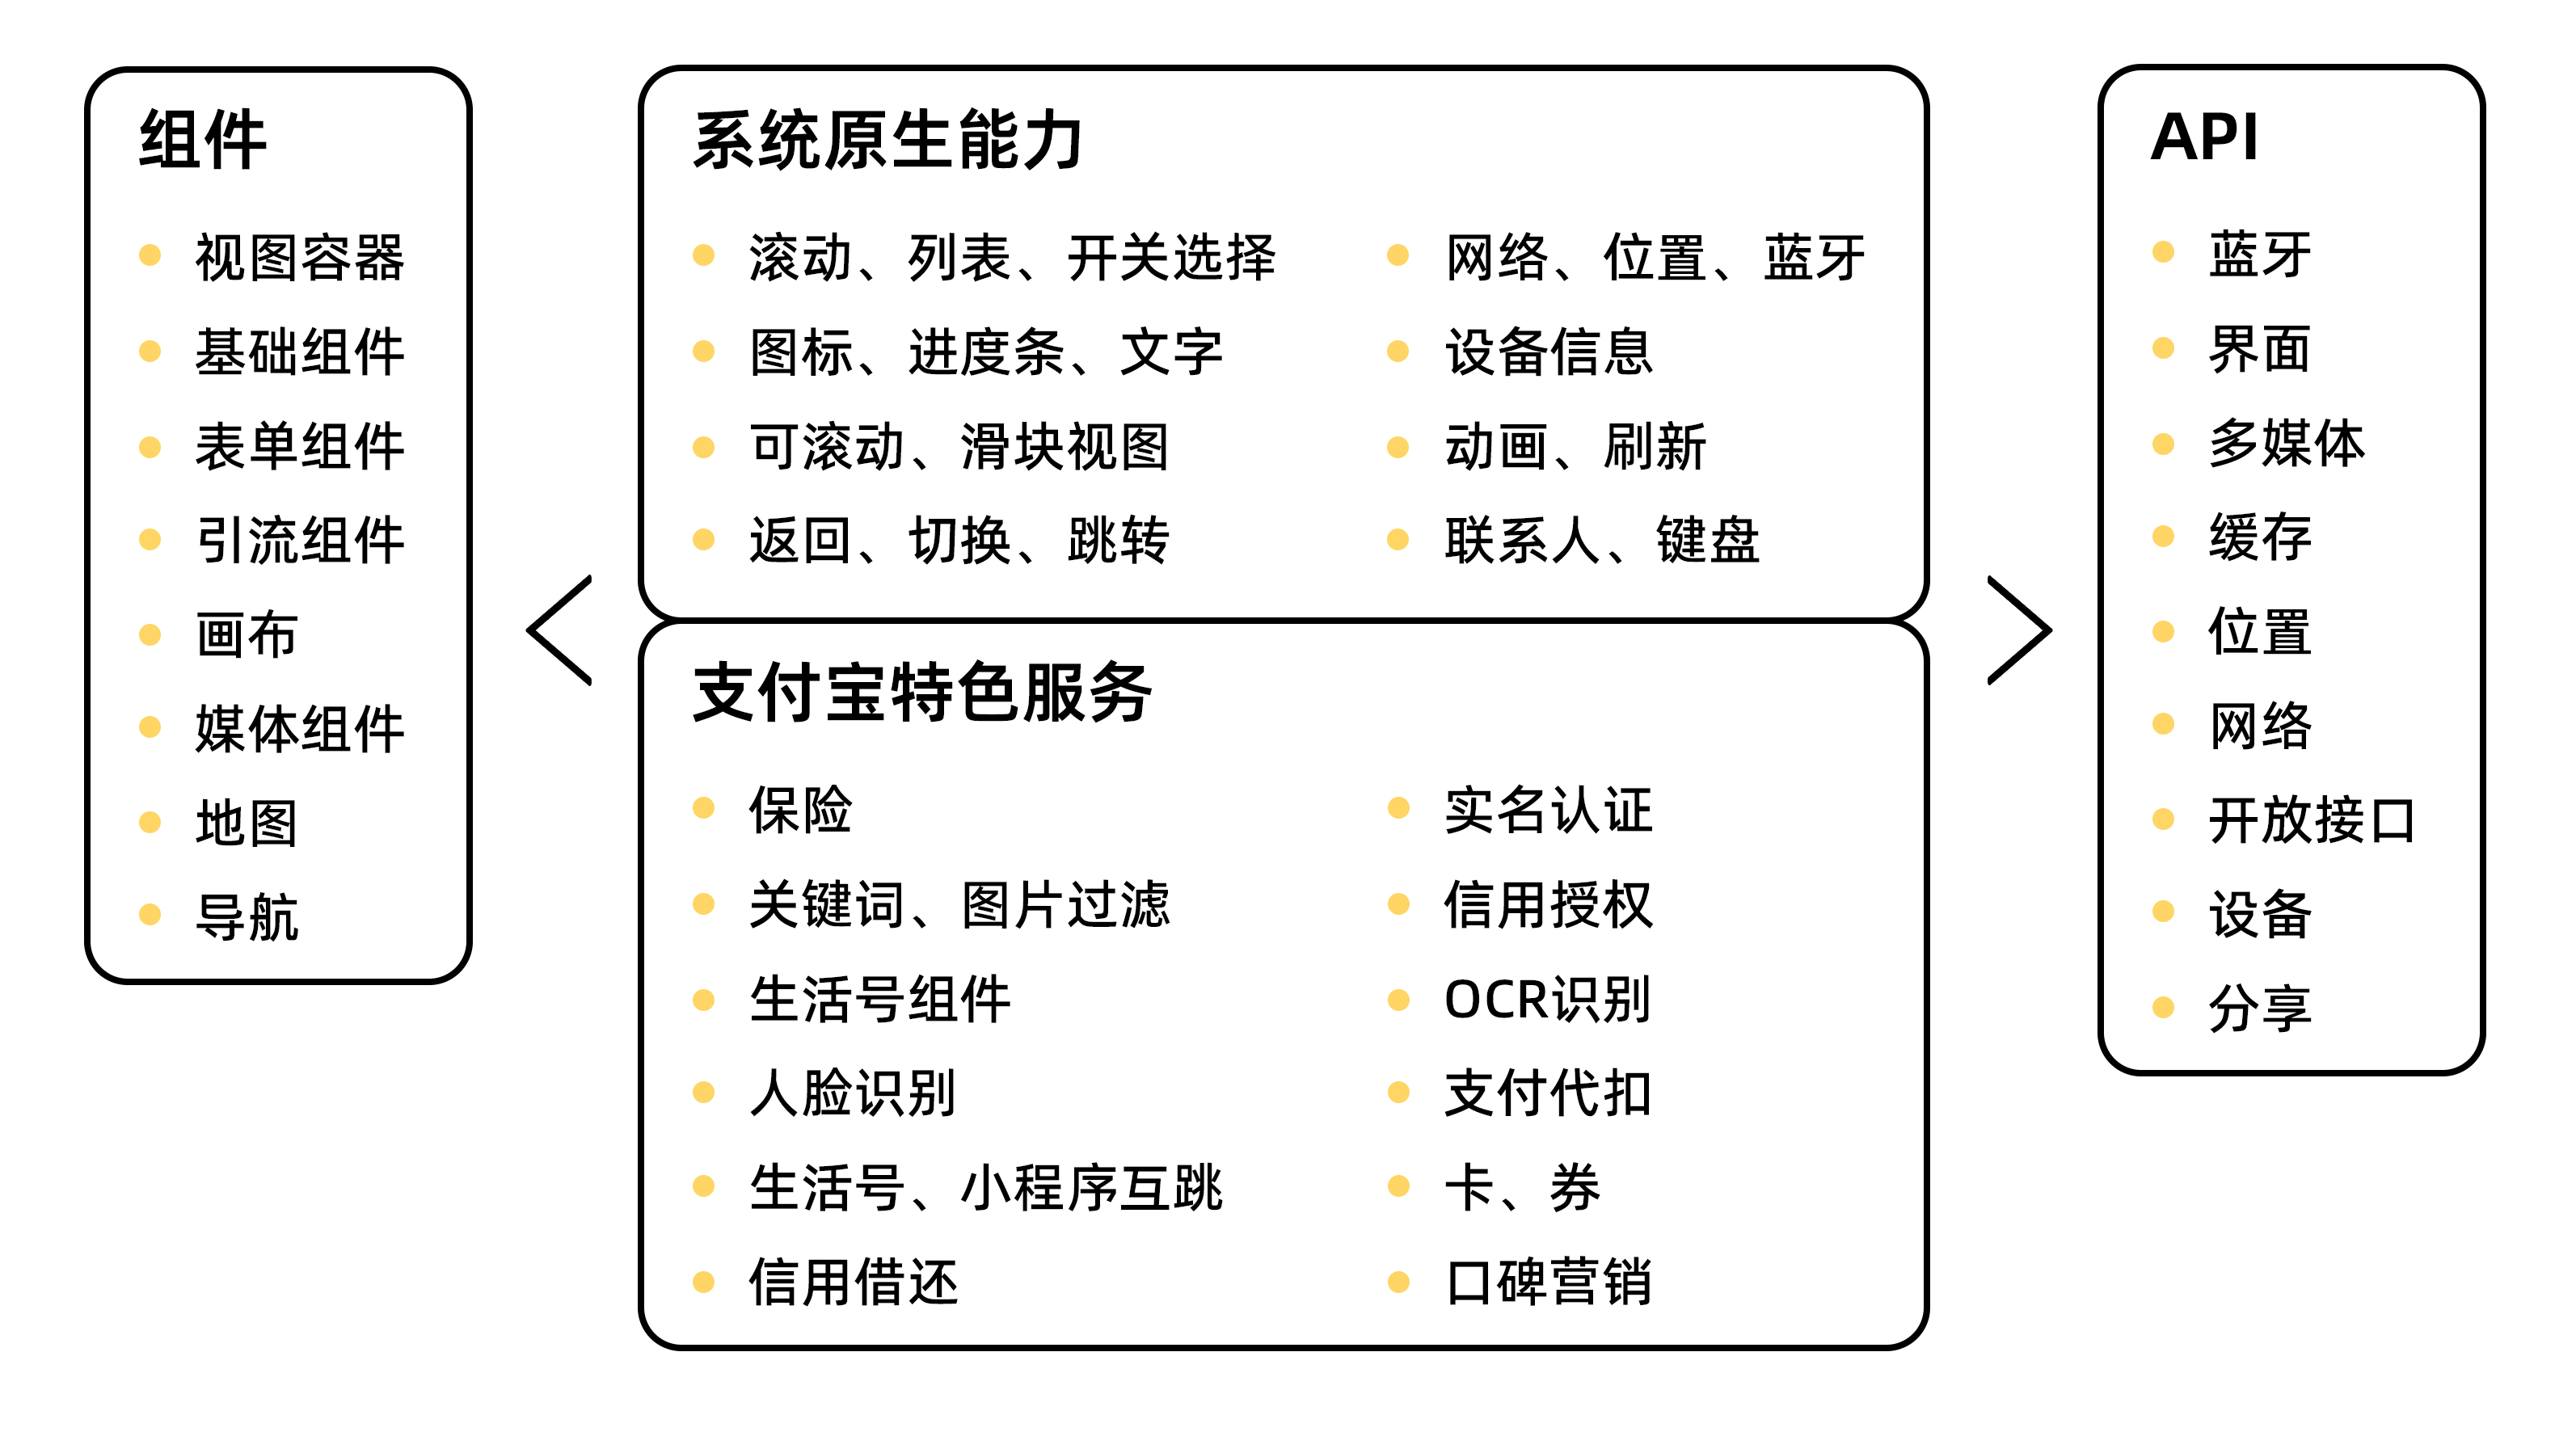 组件
视图容器
基础组件
表单组件
引流组件
画布
媒体组件
地图
导航
系统原生能力
滚动、列表、开关选择
图标、进度条、文字
可滚动、滑块视图
返回、切换、跳转
网络、位置、蓝牙
设备信息
动画、刷新
联系人、键盘
支付宝特色服务
保险
关键词、图片过滤
生活号组件
人脸识别
生活号、小程序互跳
信用借还
实名认证
信用授权
OCR识别
支付代扣
卡、券
口碑营销
API
蓝牙
界面
多媒体
缓存
位置
网络
开放接口
设备
分享